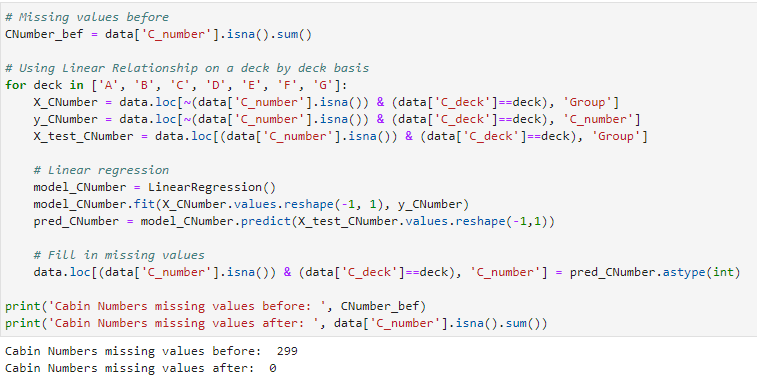 # Missing values before
CNumber_bef = data['C_number'].isna().sum()
# Using Linear Relationship on a deck by deck basis
for deck in ['A', 'B', 'C', 'D', 'E', 'F', 'G']:
    X_CNumber = data.loc[~(data['C_number'].isna()) & (data['C_deck']==deck), 'Group']
    y_CNumber = data.loc[~(data['C_number'].isna()) & (data['C_deck']==deck), 'C_number']
    X_test_CNumber = data.loc[(data['C_number'].isna()) & (data['C_deck']==deck), 'Group']
    # Linear regression
    model_CNumber = LinearRegression()
    model_CNumber.fit(X_CNumber.values.reshape(-1, 1), y_CNumber)
    pred_CNumber = model_CNumber.predict(X_test_CNumber.values.reshape(-1,1))
    # Fill in missing values
    data.loc[(data['C_number'].isna()) & (data['C_deck']==deck), 'C_number'] = pred_CNumber.astype(int)
print('Cabin Numbers missing values before: ', CNumber_bef)
print('Cabin Numbers missing values after: ', data['C_number'].isna().sum())
Cabin Numbers missing values before:  299
Cabin Numbers missing values after:  0